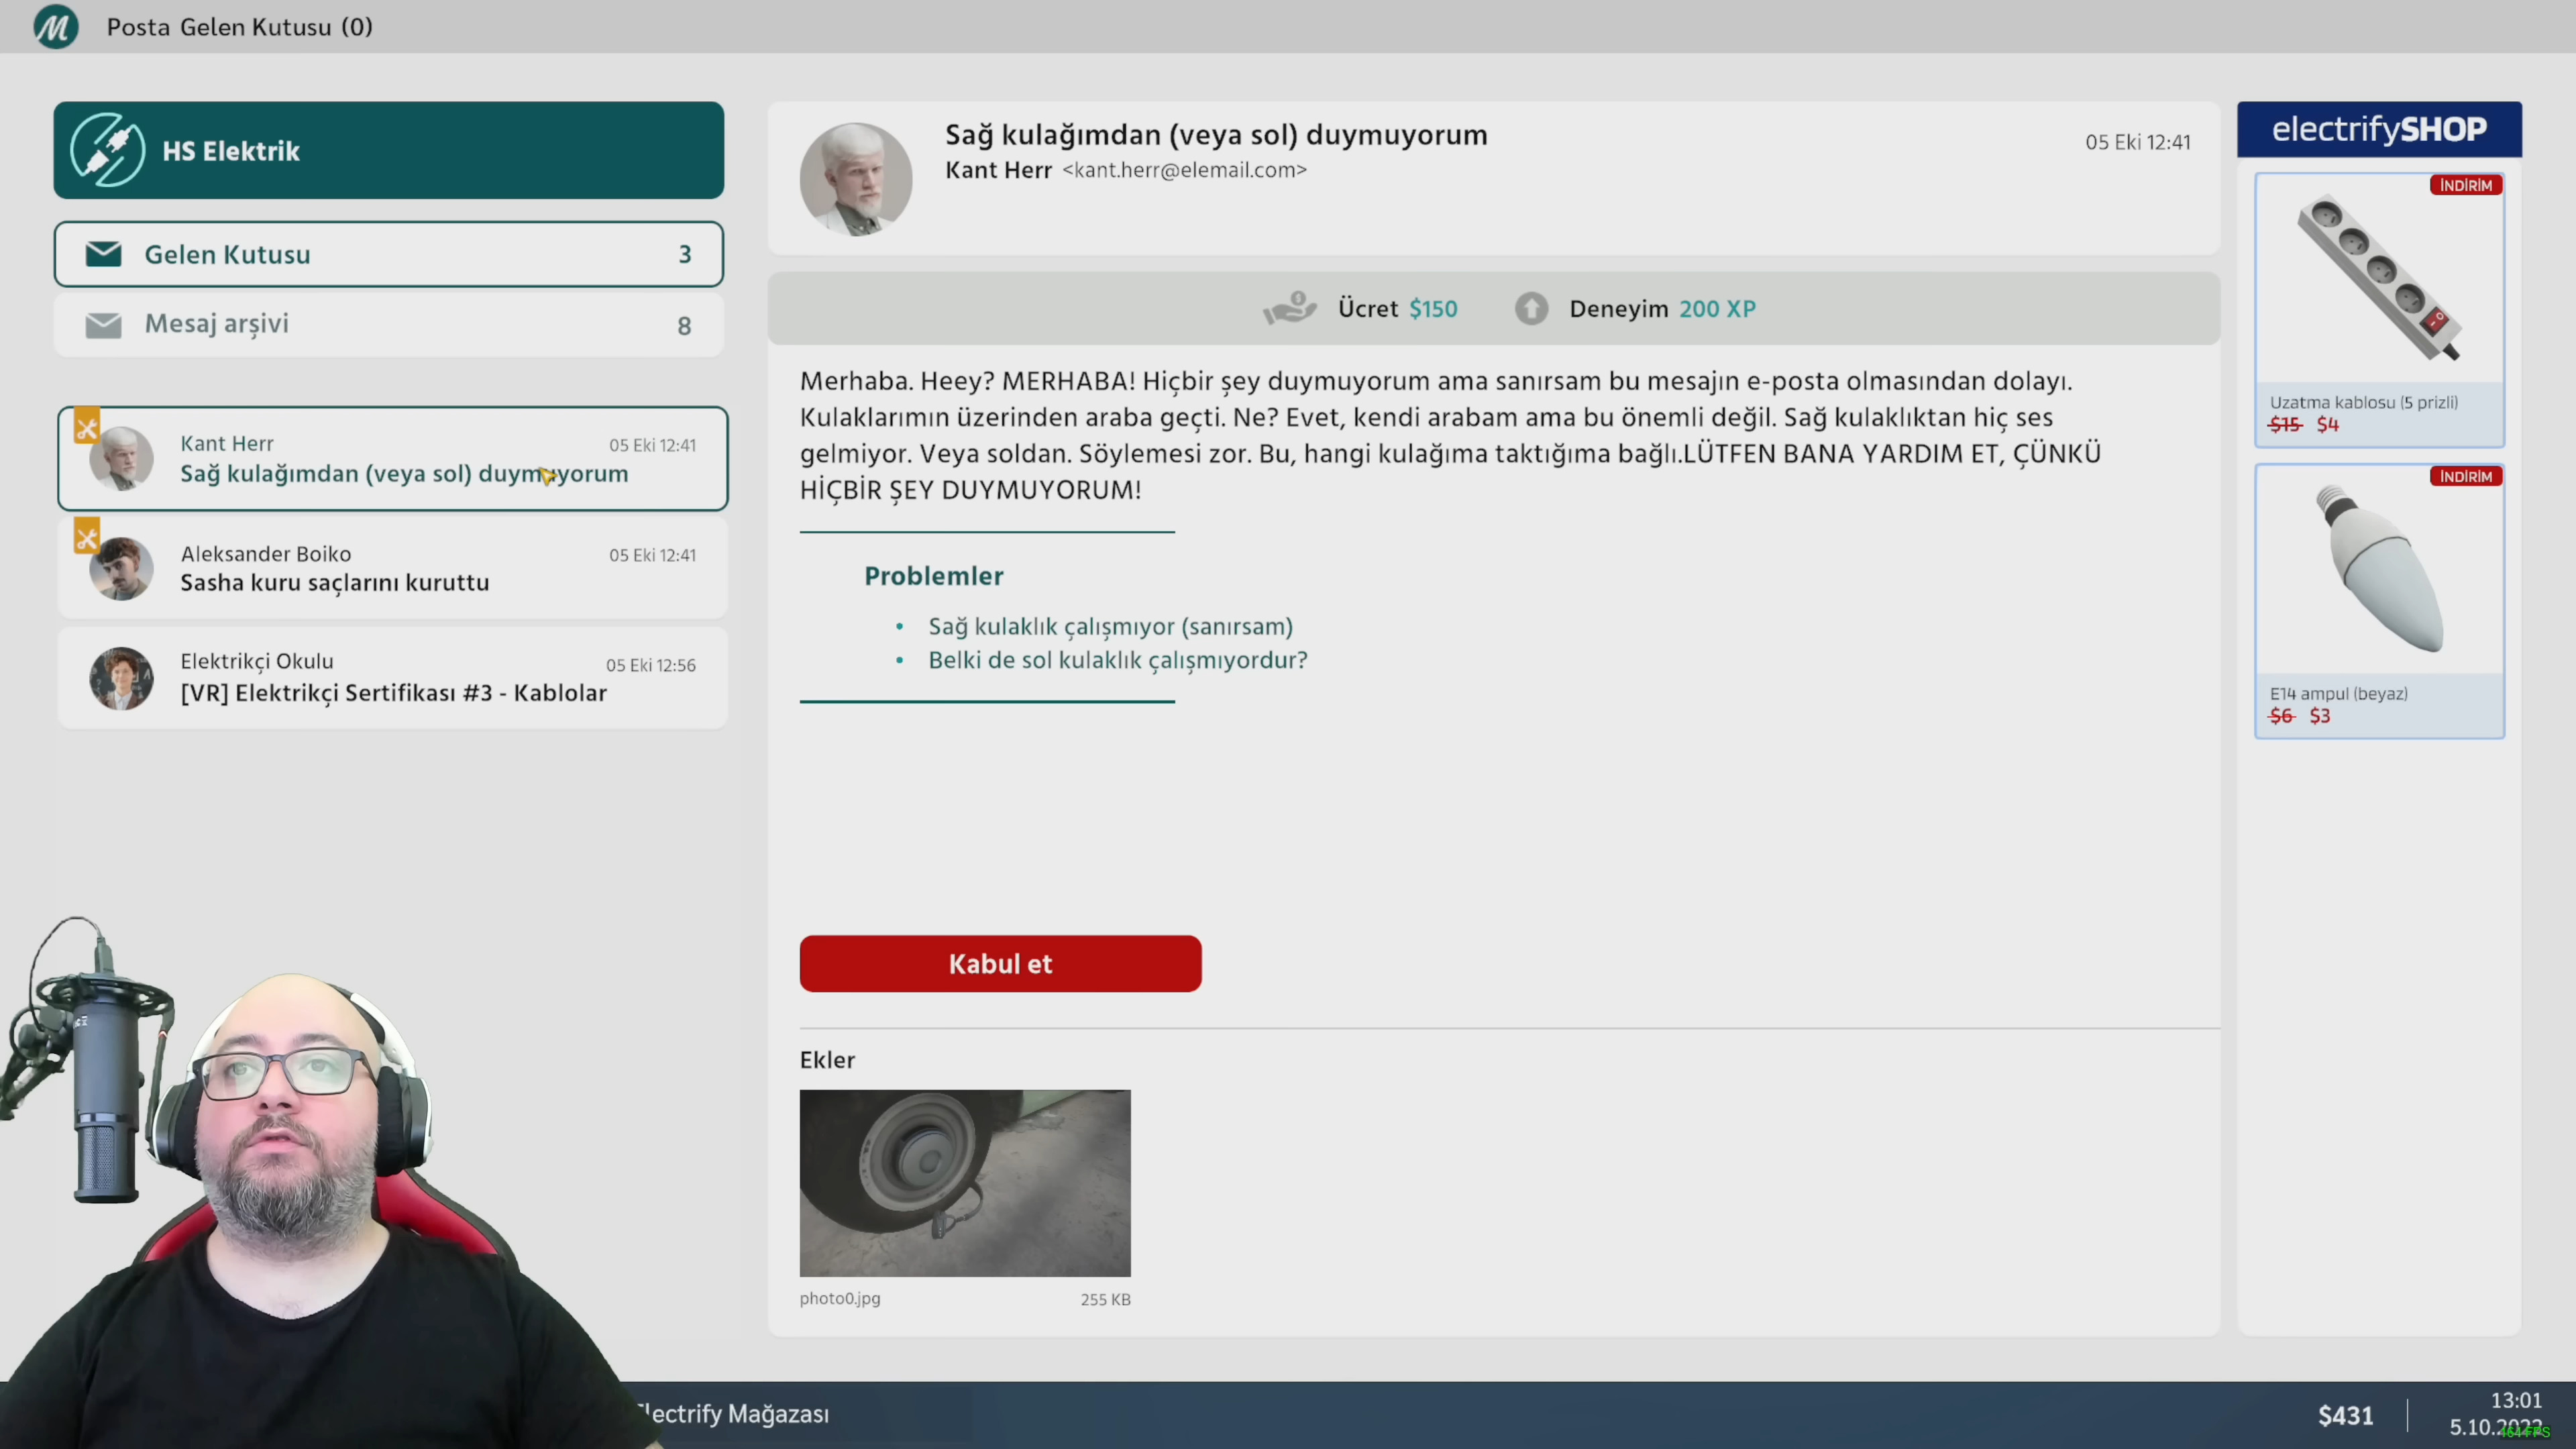 Posta Gelen Kutusu (0)
HS Elektrik
Gelen Kutusu 3
Mesaj arşivi 8
Kant Herr 05 Eki 12:41
Sağ kulağımdan (veya sol) duymuyorum
Aleksander Boiko 05 Eki 12:41
Sasha kuru saçlarını kuruttu
Elektrikçi Okulu 05 Eki 12:56
[VR] Elektrikçi Sertifikası #3 - Kablolar
Sağ kulağımdan (veya sol) duymuyorum
05 Eki 12:41
Kant Herr <kant.herr@elemail.com>
Ücret $150 Deneyim 200 XP
Merhaba. Heey? MERHABA! Hiçbir şey duymuyorum ama sanırsam bu mesajın e-posta olmasından dolayı.
Kulaklarımın üzerinden araba geçti. Ne? Evet, kendi arabam ama bu önemli değil. Sağ kulaklıktan hiç ses
gelmiyor. Veya soldan. Söylemesi zor. Bu, hangi kulağıma taktığıma bağlı.LÜTFEN BANA YARDIM ET, ÇÜNKÜ
HİÇBİR ŞEY DUYMUYORUM!
Problemler
• Sağ kulaklık çalışmıyor (sanırsam)
• Belki de sol kulaklık çalışmıyordur?
Kabul et
Ekler
photo0.jpg 255 KB
electrifySHOP
İNDİRİM
Uzatma kablosu (5 prizli)
$15 $4
İNDİRİM
E14 ampul (beyaz)
$6 $3
lectrify Mağazası
$431
13:01
5.10.2022